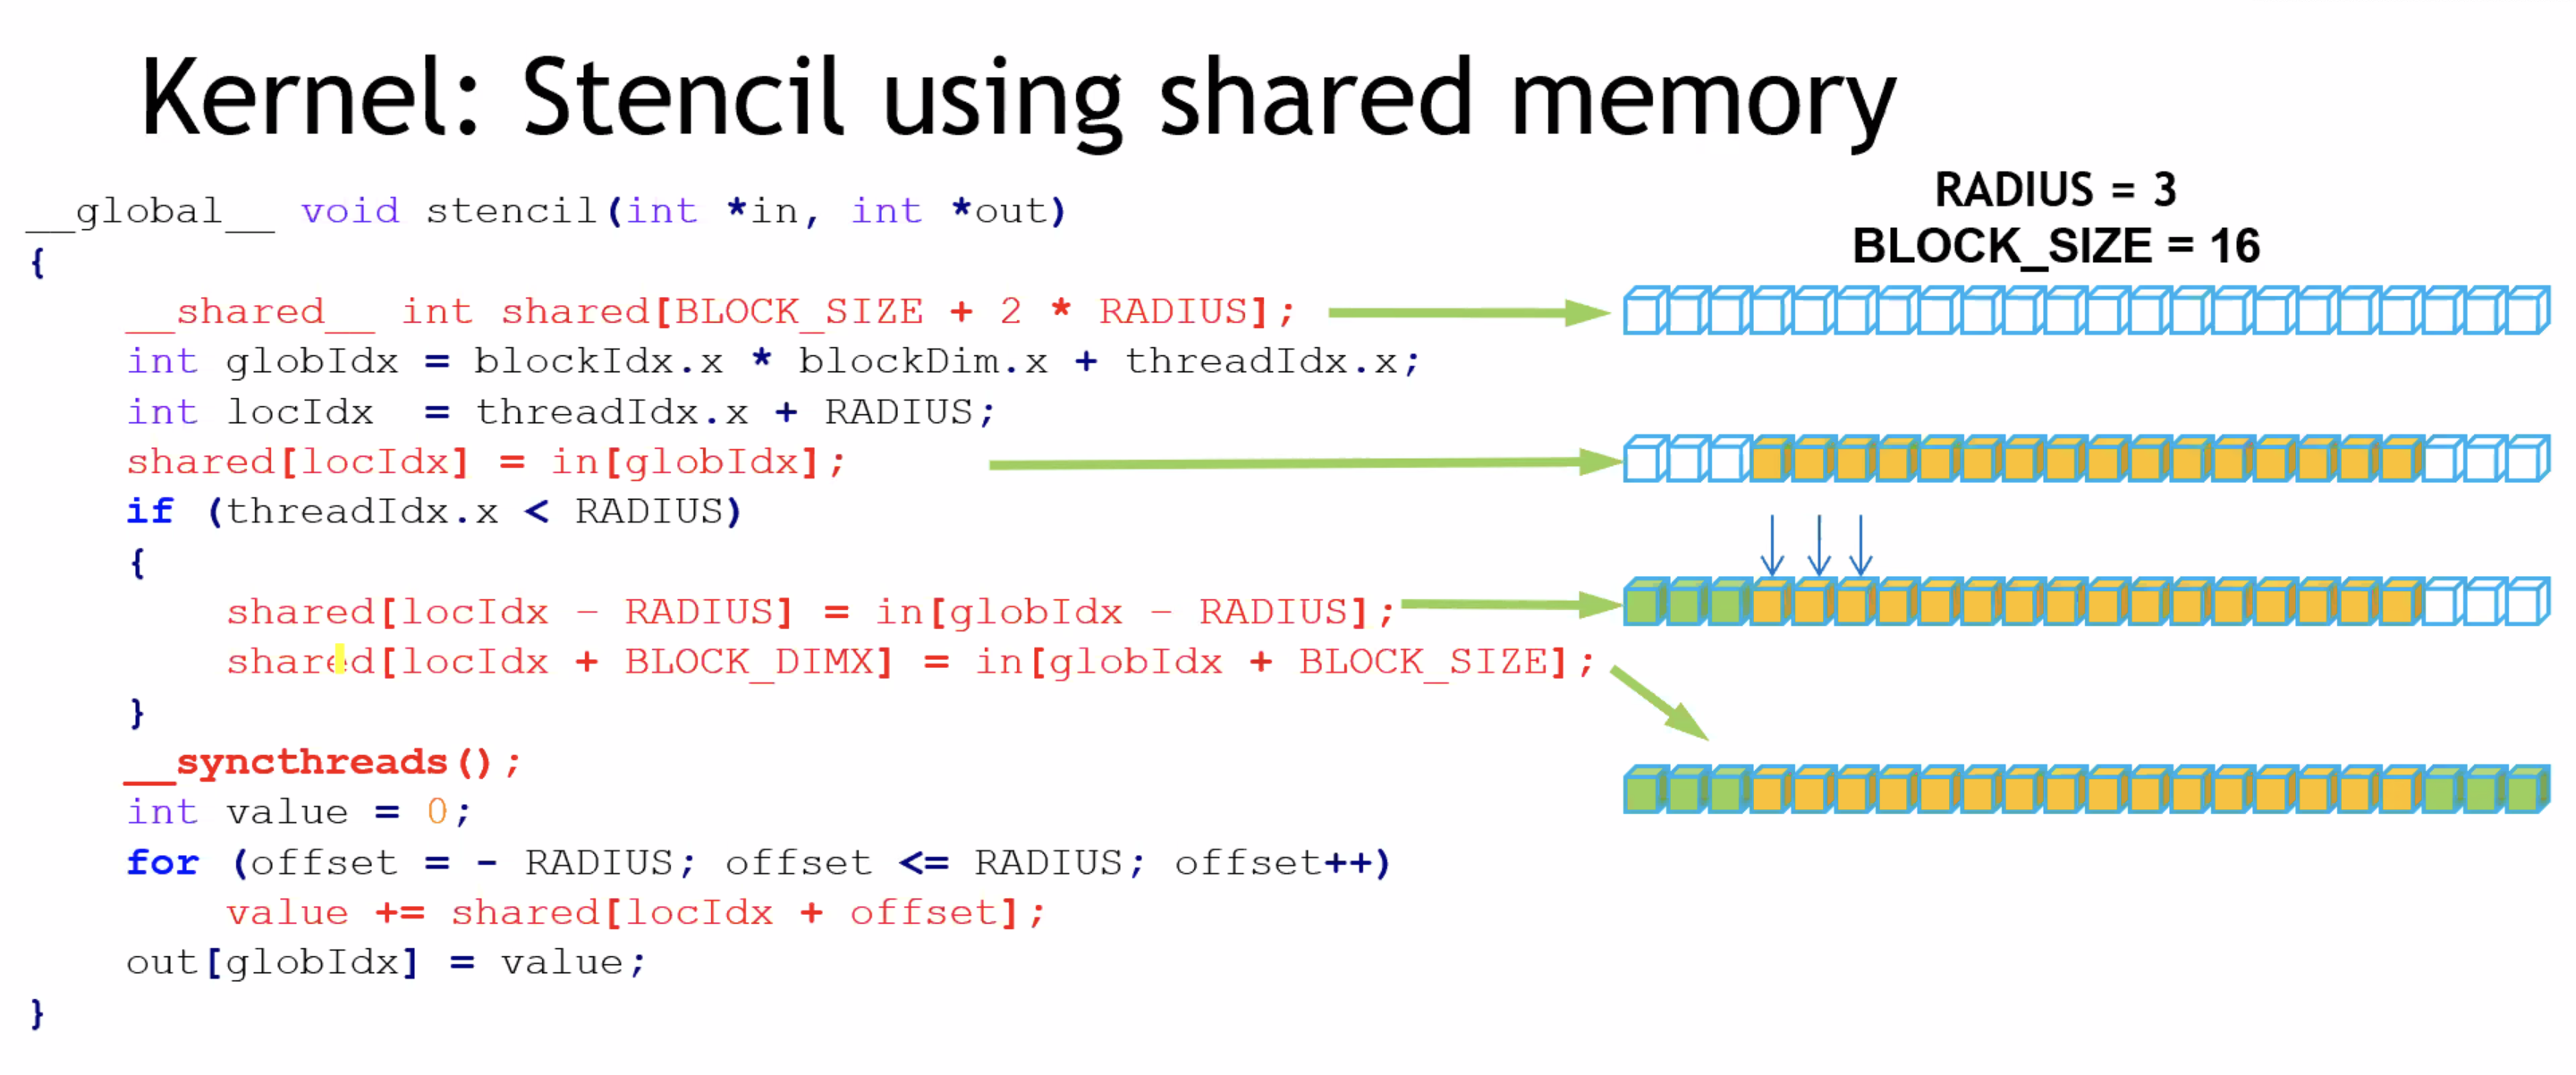 Kernel: Stencil using shared memory
RADIUS = 3
BLOCK_SIZE = 16
__global__ void stencil(int *in, int *out)
{
    __shared__ int shared[BLOCK_SIZE + 2 * RADIUS];
    int globIdx = blockIdx.x * blockDim.x + threadIdx.x;
    int locIdx  = threadIdx.x + RADIUS;
    shared[locIdx] = in[globIdx];
    if (threadIdx.x < RADIUS)
    {
        shared[locIdx – RADIUS] = in[globIdx – RADIUS];
        shared[locIdx + BLOCK_DIMX] = in[globIdx + BLOCK_SIZE];
    }
    __syncthreads();
    int value = 0;
    for (offset = - RADIUS; offset <= RADIUS; offset++)
        value += shared[locIdx + offset];
    out[globIdx] = value;
}